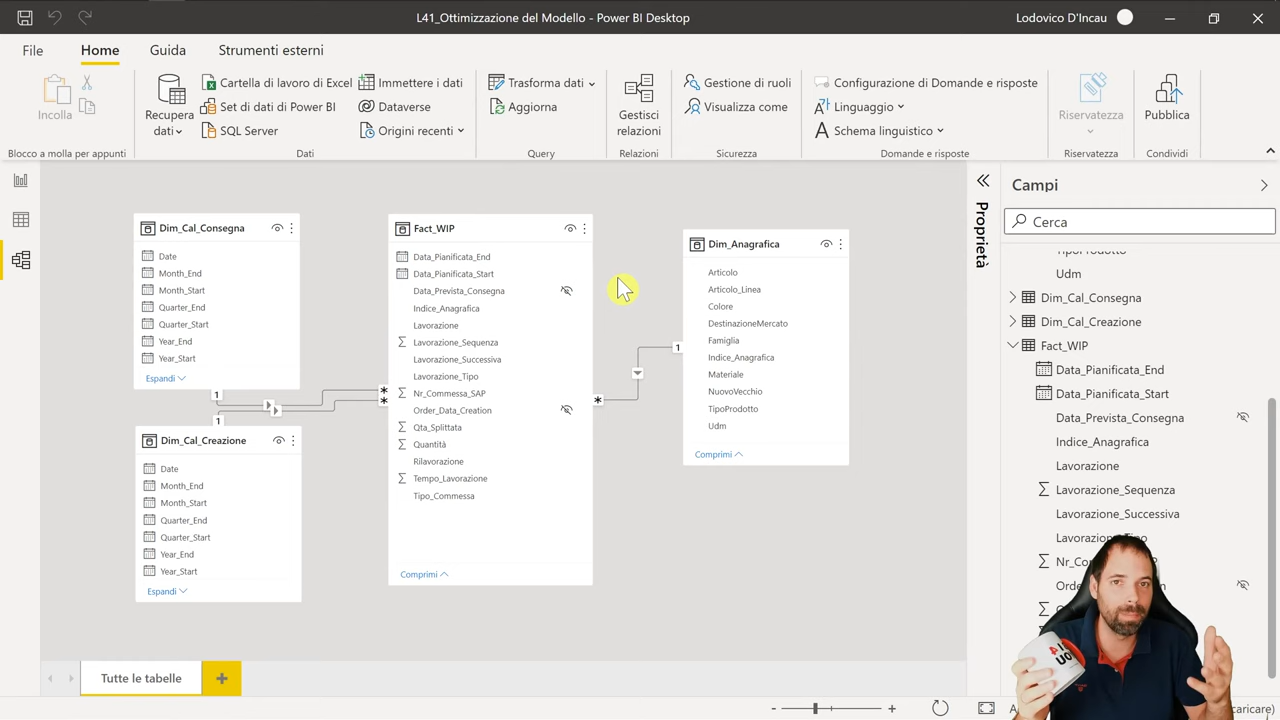 L41_Ottimizzazione del Modello - Power BI Desktop
Lodovico D'Incau
File
Home
Guida
Strumenti esterni
Incolla
Blocco a molla per appunti
Recupera dati
Cartella di lavoro di Excel
Set di dati di Power BI
SQL Server
Immettere i dati
Dataverse
Origini recenti
Dati
Trasforma dati
Aggiorna
Query
Gestisci relazioni
Relazioni
Gestione di ruoli
Visualizza come
Sicurezza
Configurazione di Domande e risposte
Linguaggio
Schema linguistico
Domande e risposte
Riservatezza
Riservatezza
Pubblica
Condividi
Dim_Cal_Consegna
Date
Month_End
Month_Start
Quarter_End
Quarter_Start
Year_End
Year_Start
Espandi
1
1
Dim_Cal_Creazione
Date
Month_End
Month_Start
Quarter_End
Quarter_Start
Year_End
Year_Start
Espandi
Fact_WIP
Data_Pianificata_End
Data_Pianificata_Start
Data_Prevista_Consegna
Indice_Anagrafica
Lavorazione
Lavorazione_Sequenza
Lavorazione_Successiva
Lavorazione_Tipo
Nr_Commessa_SAP
Order_Data_Creation
Qta_Splittata
Quantità
Rilavorazione
Tempo_Lavorazione
Tipo_Commessa
Comprimi
*
*
*
1
Dim_Anagrafica
Articolo
Articolo_Linea
Colore
DestinazioneMercato
Famiglia
Indice_Anagrafica
Materiale
NuovoVecchio
TipoProdotto
Udm
Comprimi
Proprietà
Campi
Cerca
TipoProdotto
Udm
Dim_Cal_Consegna
Dim_Cal_Creazione
Fact_WIP
Data_Pianificata_End
Data_Pianificata_Start
Data_Prevista_Consegna
Indice_Anagrafica
Lavorazione
Lavorazione_Sequenza
Lavorazione_Successiva
Tutte le tabelle